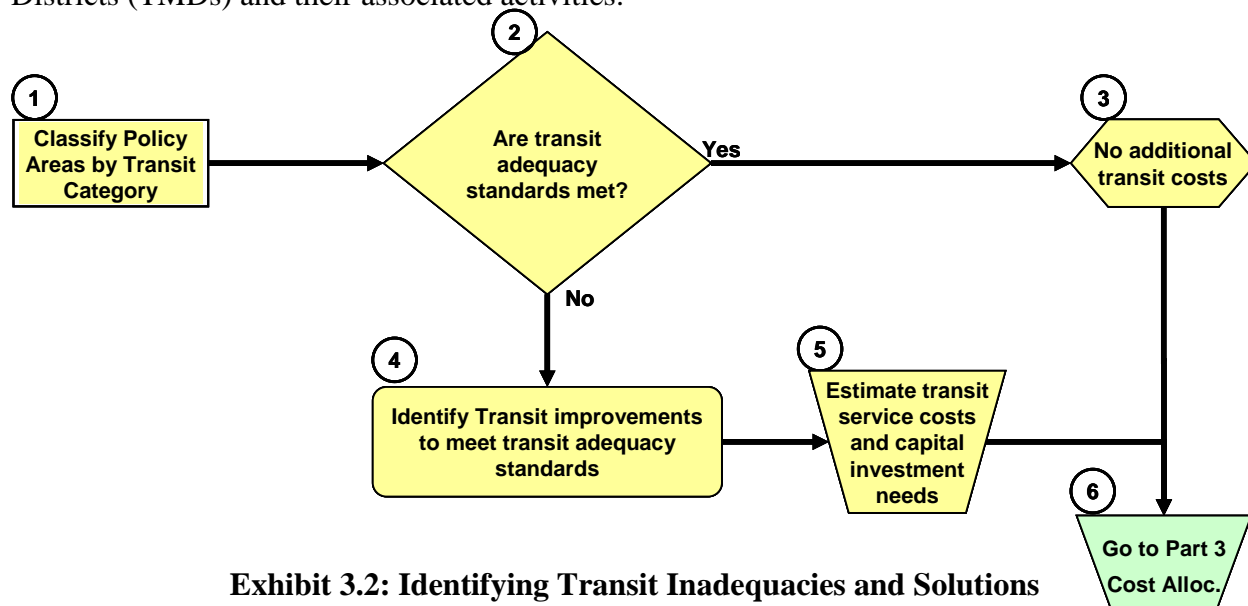 Districts (TMDs) and their associated activities.
2
1
3
Classify Policy
Areas by Transit
Category
Are transit
adequacy
standards met?
Yes
No additional
transit costs
No
4
5
Identify Transit improvements
to meet transit adequacy
standards
Estimate transit
service costs
and capital
investment
needs
6
Go to Part 3
Cost Alloc.
Exhibit 3.2: Identifying Transit Inadequacies and Solutions